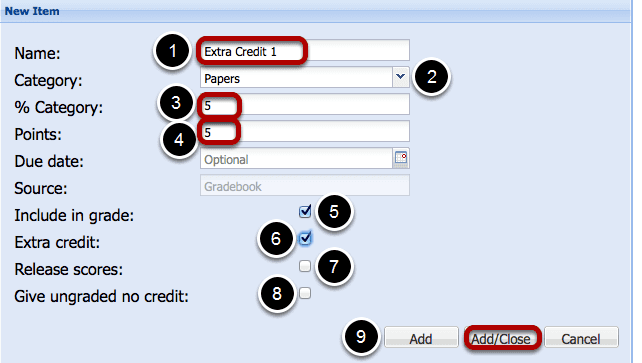 New Item
Name: 1 Extra Credit 1
Category: Papers 2
% Category: 3 5
Points: 4 5
Due date: Optional
Source: Gradebook
Include in grade: 5
Extra credit: 6
Release scores: 7
Give ungraded no credit: 8
9 Add Add/Close Cancel